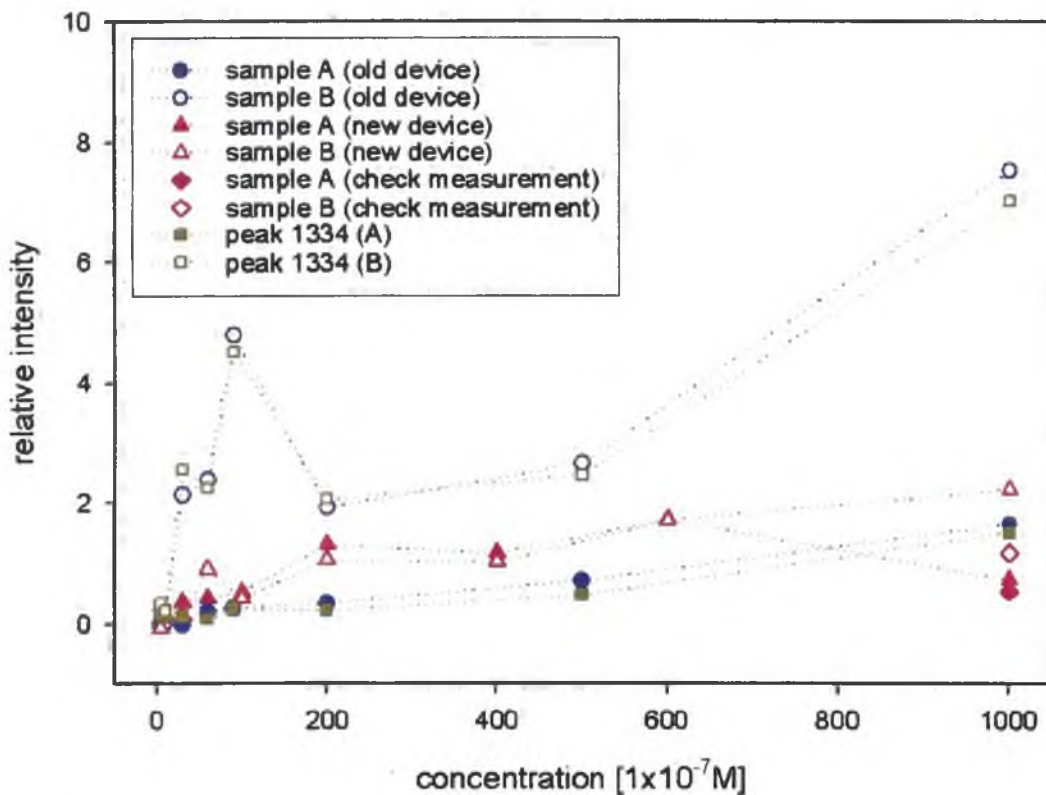 10
8
6
4
2
0
relative intensity
sample A (old device)
sample B (old device)
sample A (new device)
sample B (new device)
sample A (check measurement)
sample B (check measurement)
peak 1334 (A)
peak 1334 (B)
0 200 400 600 800 1000
concentration [1x10⁻⁷M]